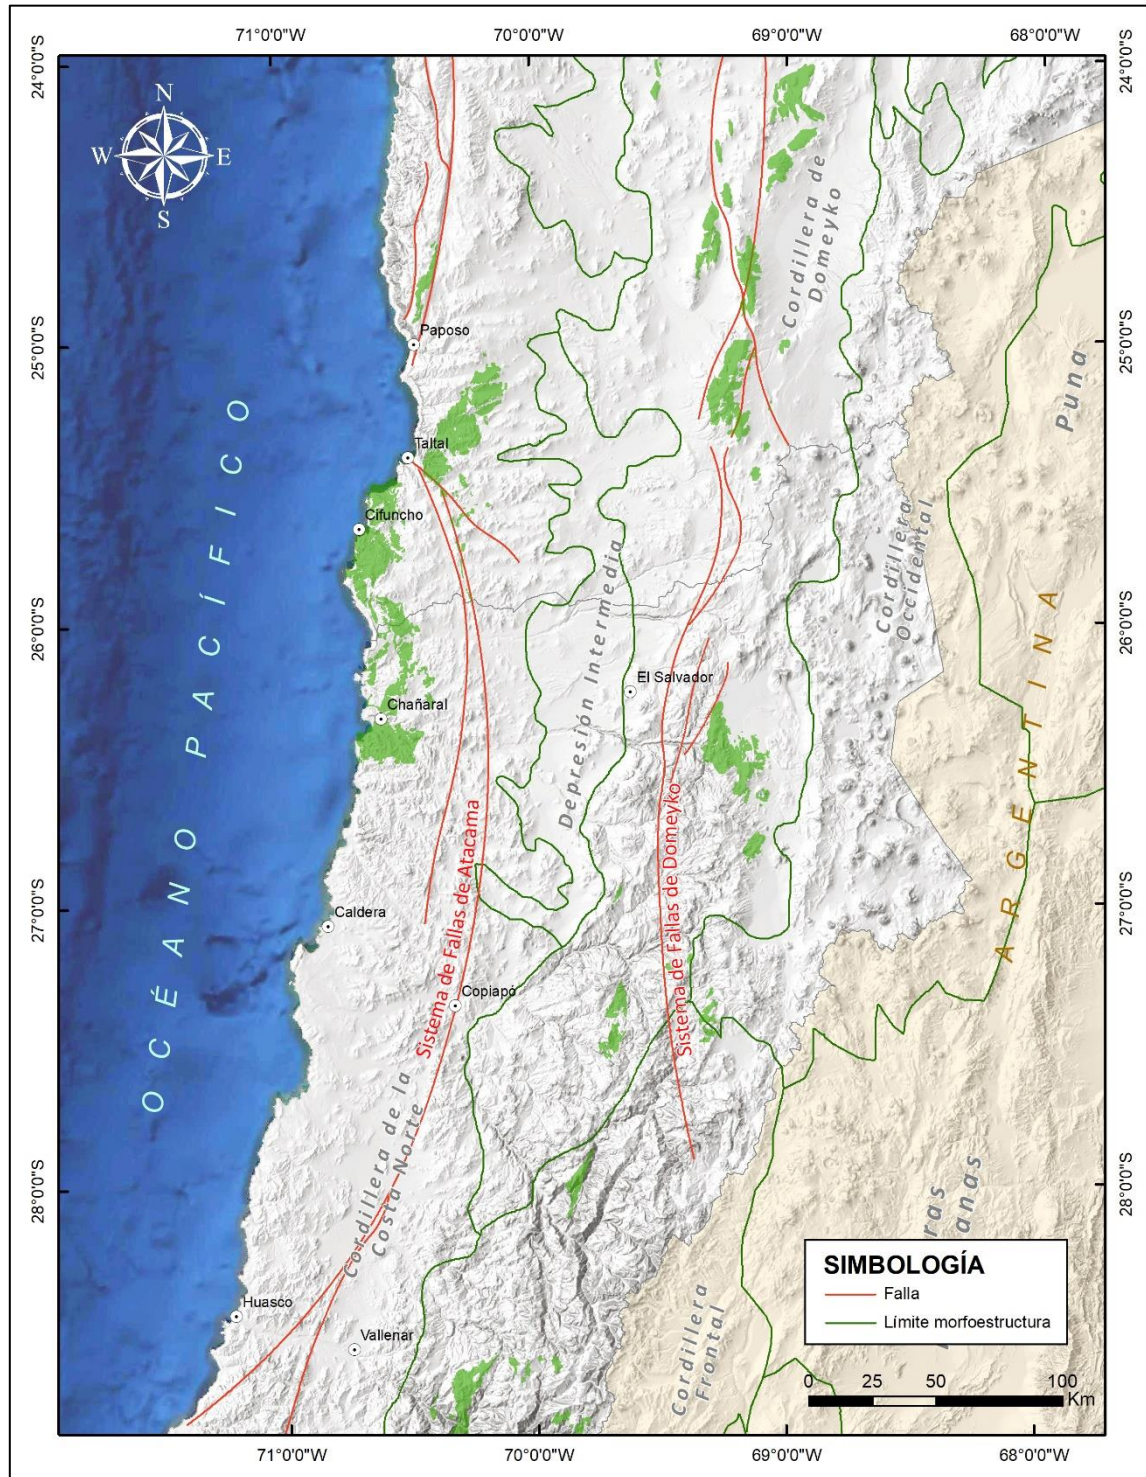 71°0'0"W
70°0'0"W
69°0'0"W
68°0'0"W
24°0'0"S
24°0'0"S
N
W
E
S
Cordillera de
Domeyko
25°0'0"S
25°0'0"S
Paposo
Puna
Taltal
Cifuncho
OCÉANO PACÍFICO
Cordillera
Occidental
Depresión Intermedia
26°0'0"S
26°0'0"S
ARGENTINA
El Salvador
Chañaral
Sistema de Fallas de Atacama
Sistema de Fallas de Domeyko
27°0'0"S
27°0'0"S
Caldera
Copiapó
Cordillera de la
Costa Norte
28°0'0"S
28°0'0"S
ras
anas
Huasco
Vallenar
Cordillera
Frontal
SIMBOLOGÍA
Falla
Límite morfoestructura
0 25 50 100
Km
71°0'0"W
70°0'0"W
69°0'0"W
68°0'0"W